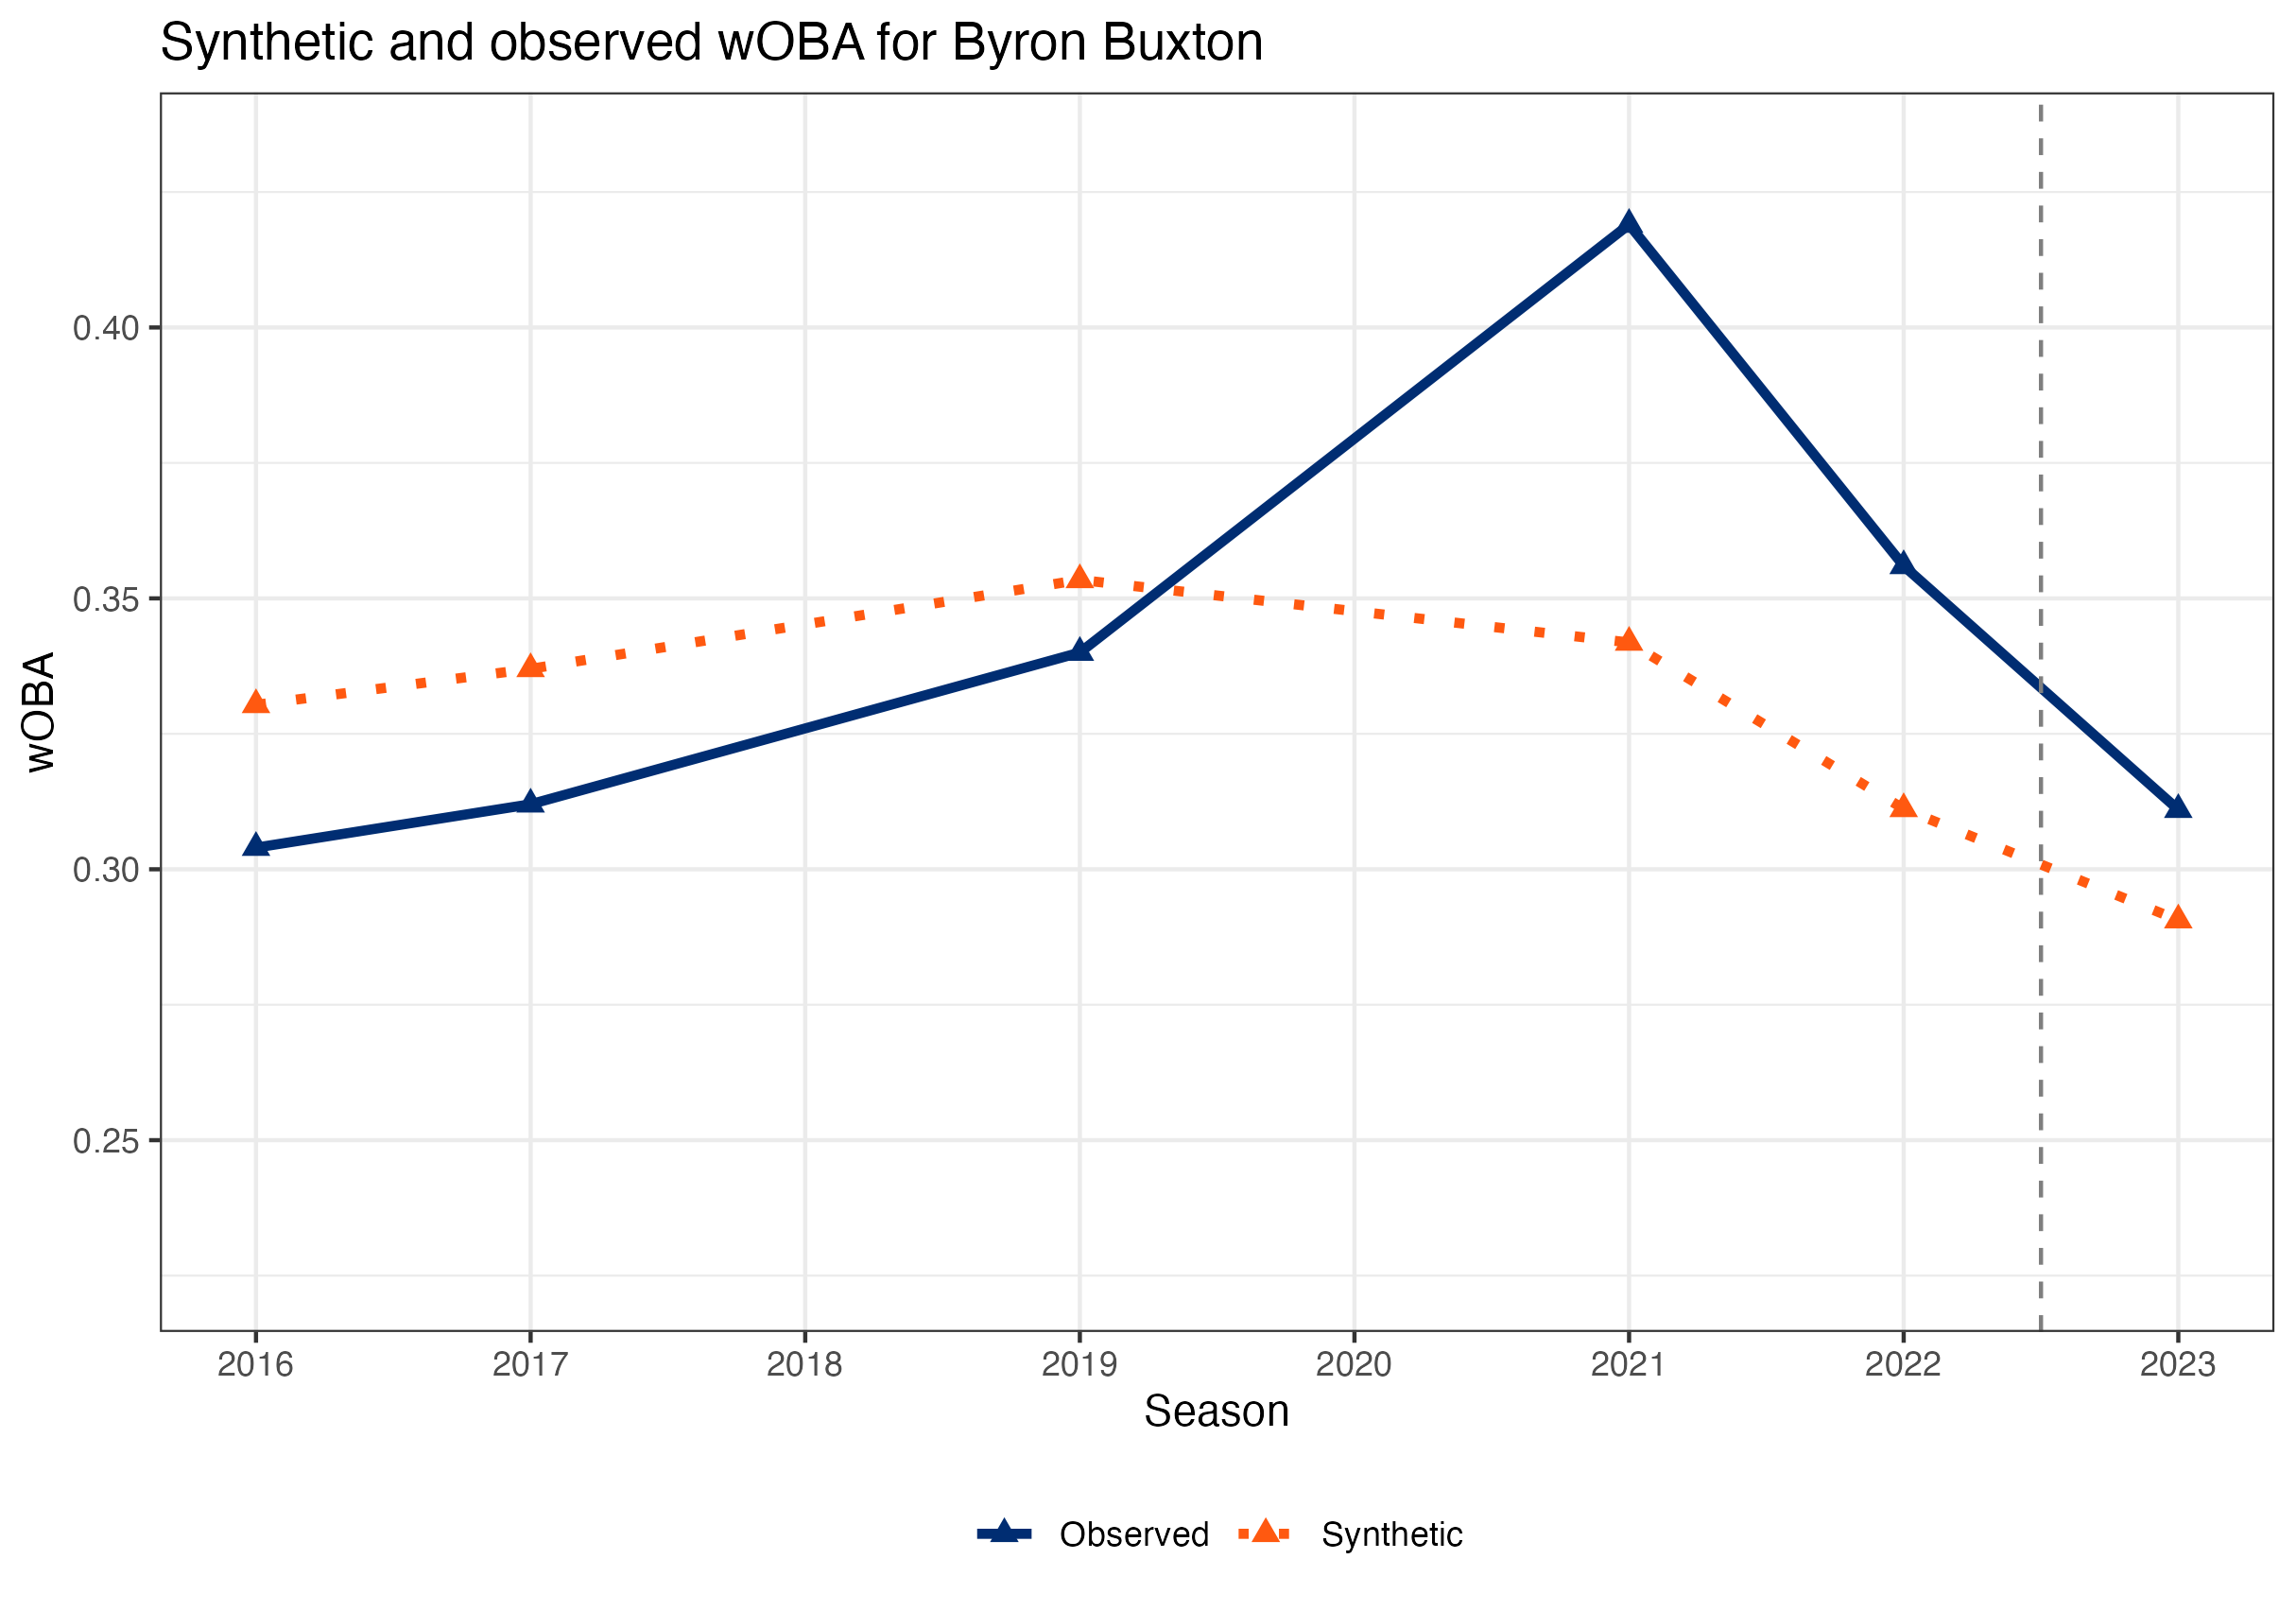 Synthetic and observed wOBA for Byron Buxton
wOBA
0.40
0.35
0.30
0.25
2016 2017 2018 2019 2020 2021 2022 2023
Season
Observed Synthetic